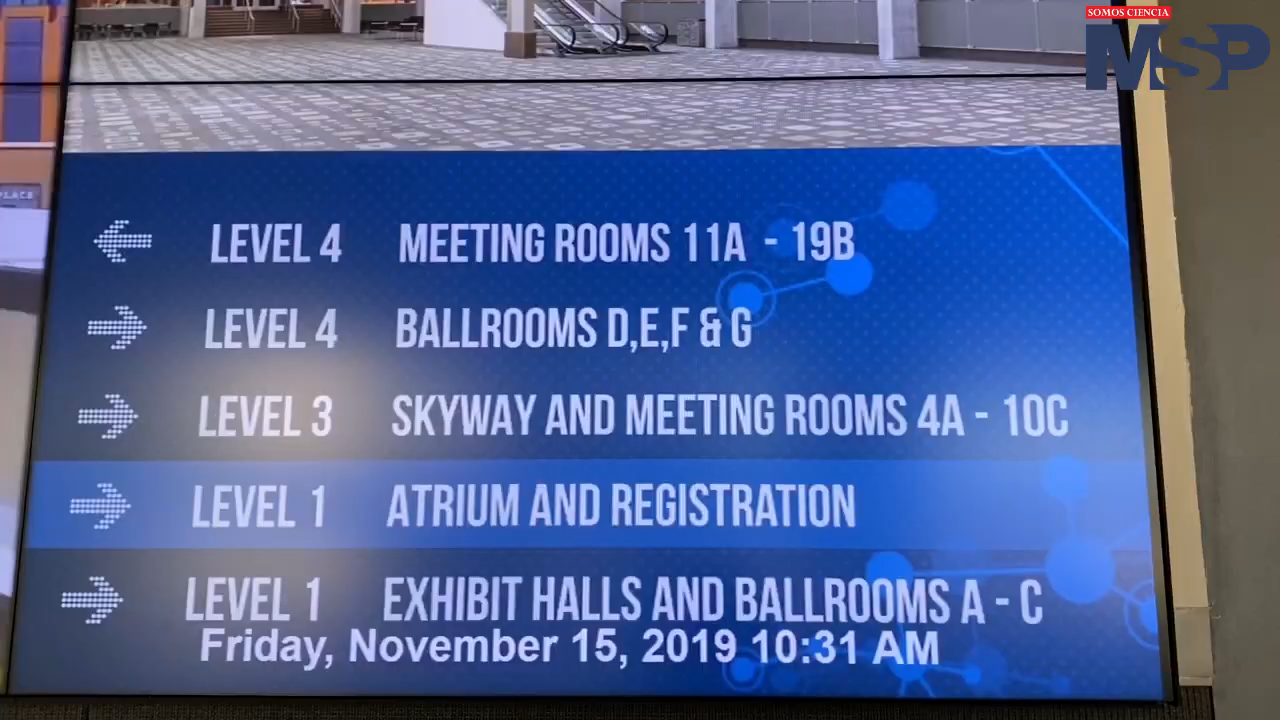 SOMOS CIENCIA
MSP
PLACE
LEVEL 4 MEETING ROOMS 11A - 19B
LEVEL 4 BALLROOMS D,E,F & G
LEVEL 3 SKYWAY AND MEETING ROOMS 4A - 10C
LEVEL 1 ATRIUM AND REGISTRATION
LEVEL 1 EXHIBIT HALLS AND BALLROOMS A - C
Friday, November 15, 2019 10:31 AM